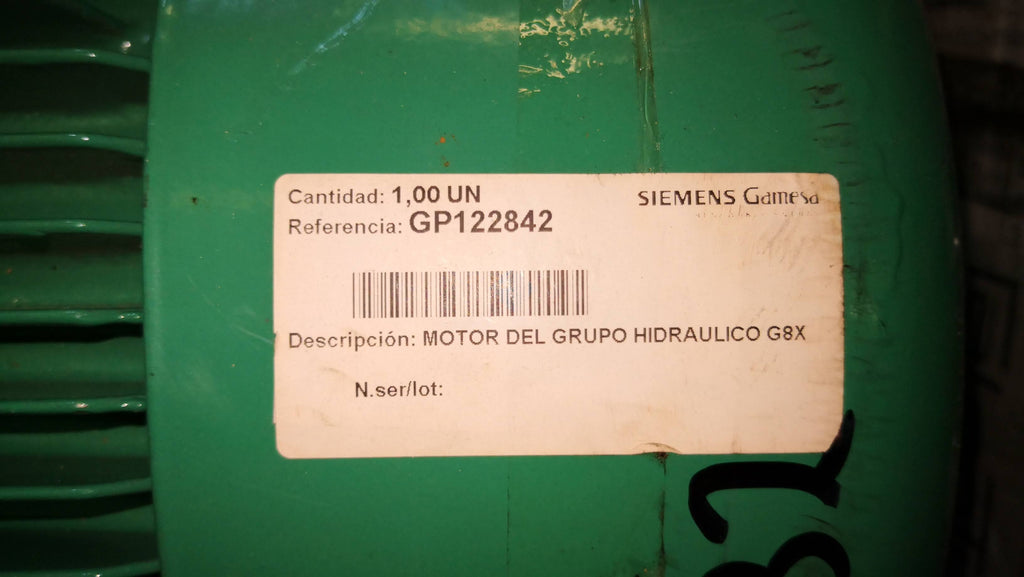 Cantidad: 1,00 UN
SIEMENS Gamesa
Referencia: GP122842
Descripción: MOTOR DEL GRUPO HIDRAULICO G8X
N.ser/lot: